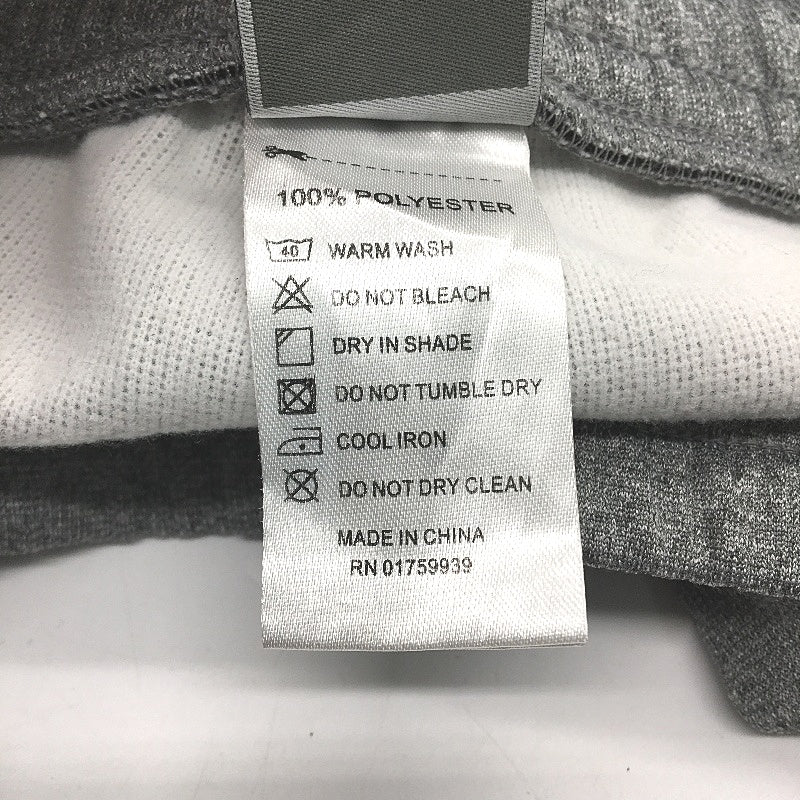 100% POLYESTER
40 WARM WASH
DO NOT BLEACH
DRY IN SHADE
DO NOT TUMBLE DRY
COOL IRON
DO NOT DRY CLEAN
MADE IN CHINA
RN 01759939